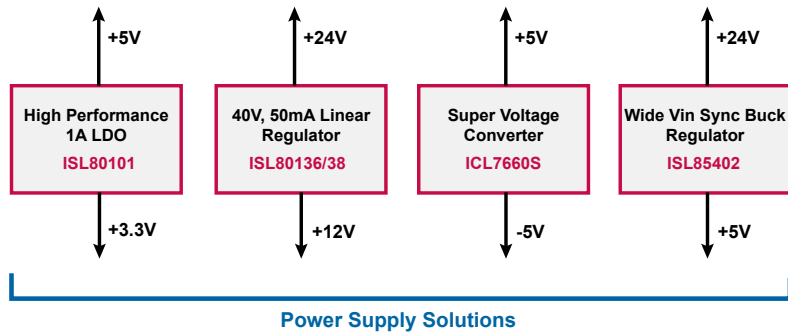 +5V
+24V
+5V
+24V
High Performance
1A LDO
ISL80101
40V, 50mA Linear
Regulator
ISL80136/38
Super Voltage
Converter
ICL7660S
Wide Vin Sync Buck
Regulator
ISL85402
+3.3V
+12V
-5V
+5V
Power Supply Solutions